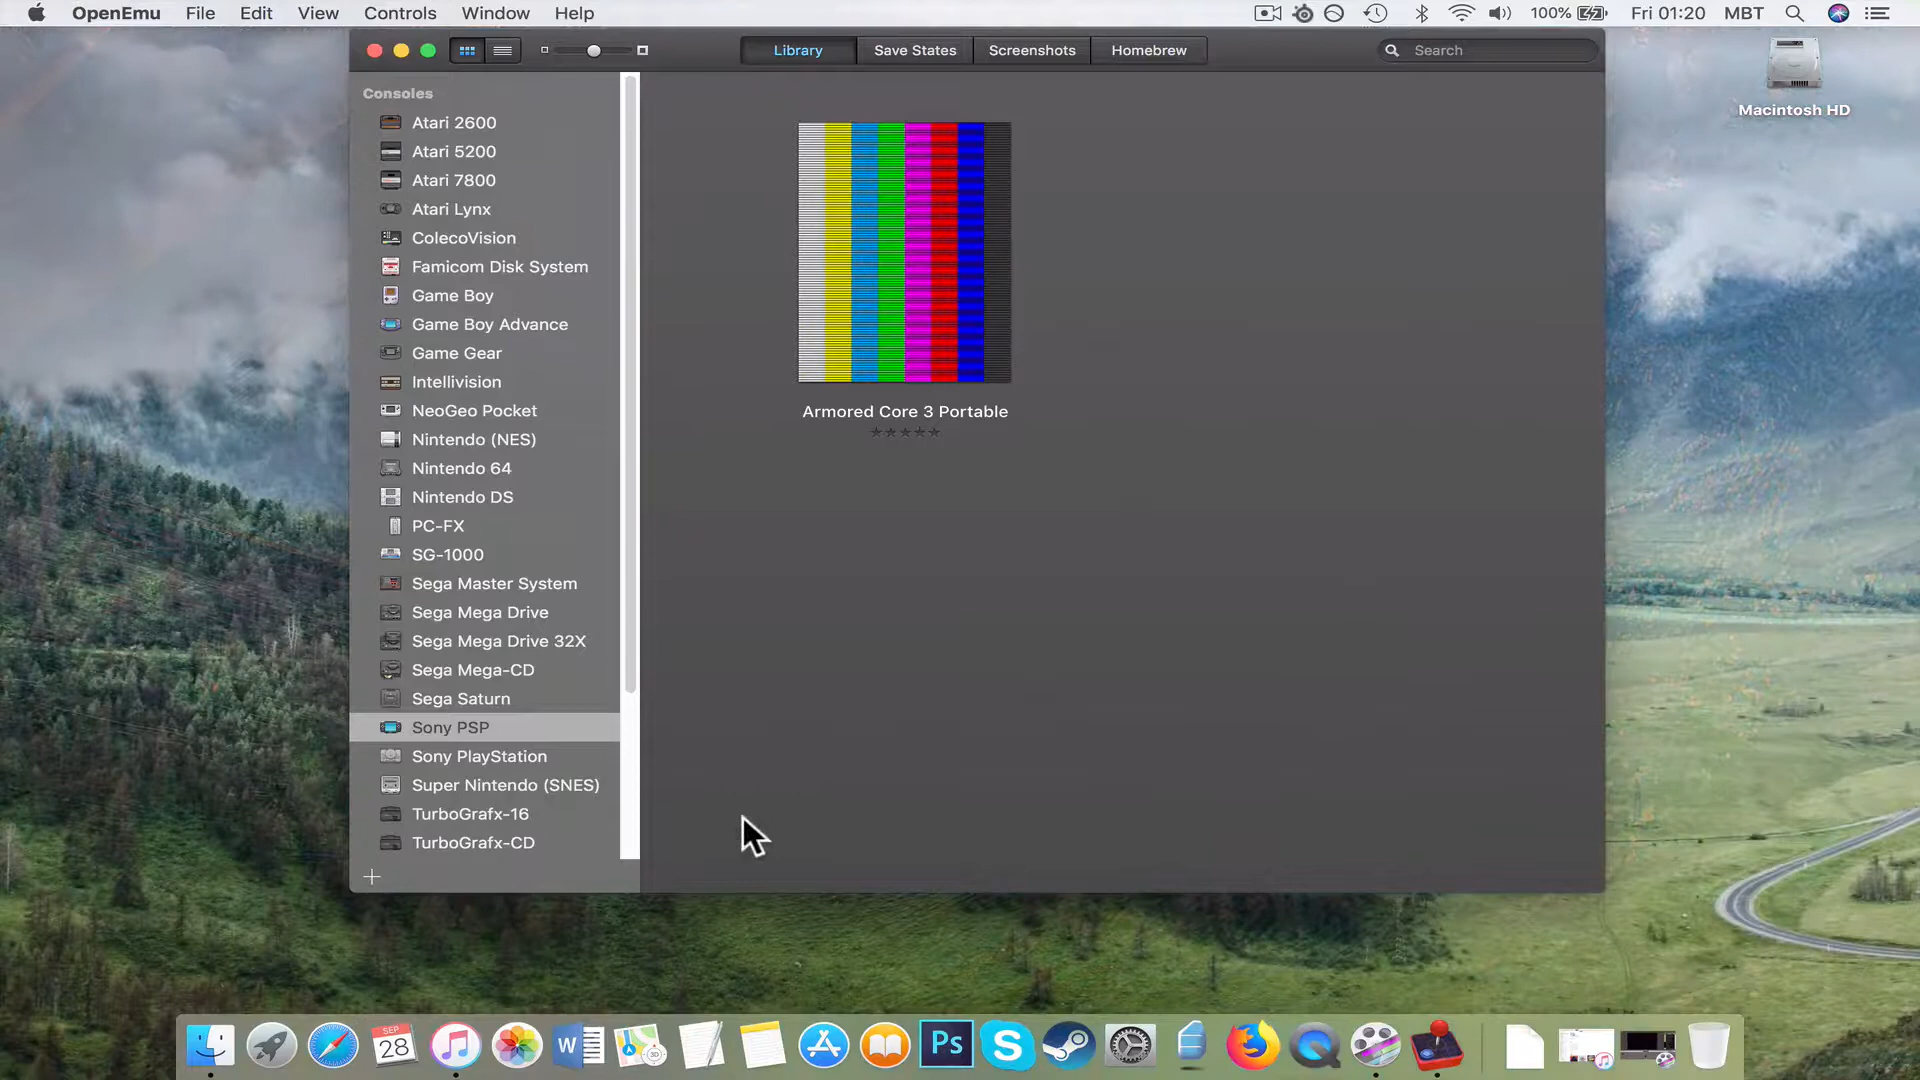 OpenEmu File Edit View Controls Window Help 100% Fri 01:20 MBT
Library Save States Screenshots Homebrew Search
Macintosh HD
Consoles
Atari 2600
Atari 5200
Atari 7800
Atari Lynx
ColecoVision
Famicom Disk System
Game Boy
Game Boy Advance
Game Gear
Intellivision
NeoGeo Pocket
Nintendo (NES)
Nintendo 64
Nintendo DS
PC-FX
SG-1000
Sega Master System
Sega Mega Drive
Sega Mega Drive 32X
Sega Mega-CD
Sega Saturn
Sony PSP
Sony PlayStation
Super Nintendo (SNES)
TurboGrafx-16
TurboGrafx-CD
Armored Core 3 Portable
SEP
28
W
3D
Ps
S